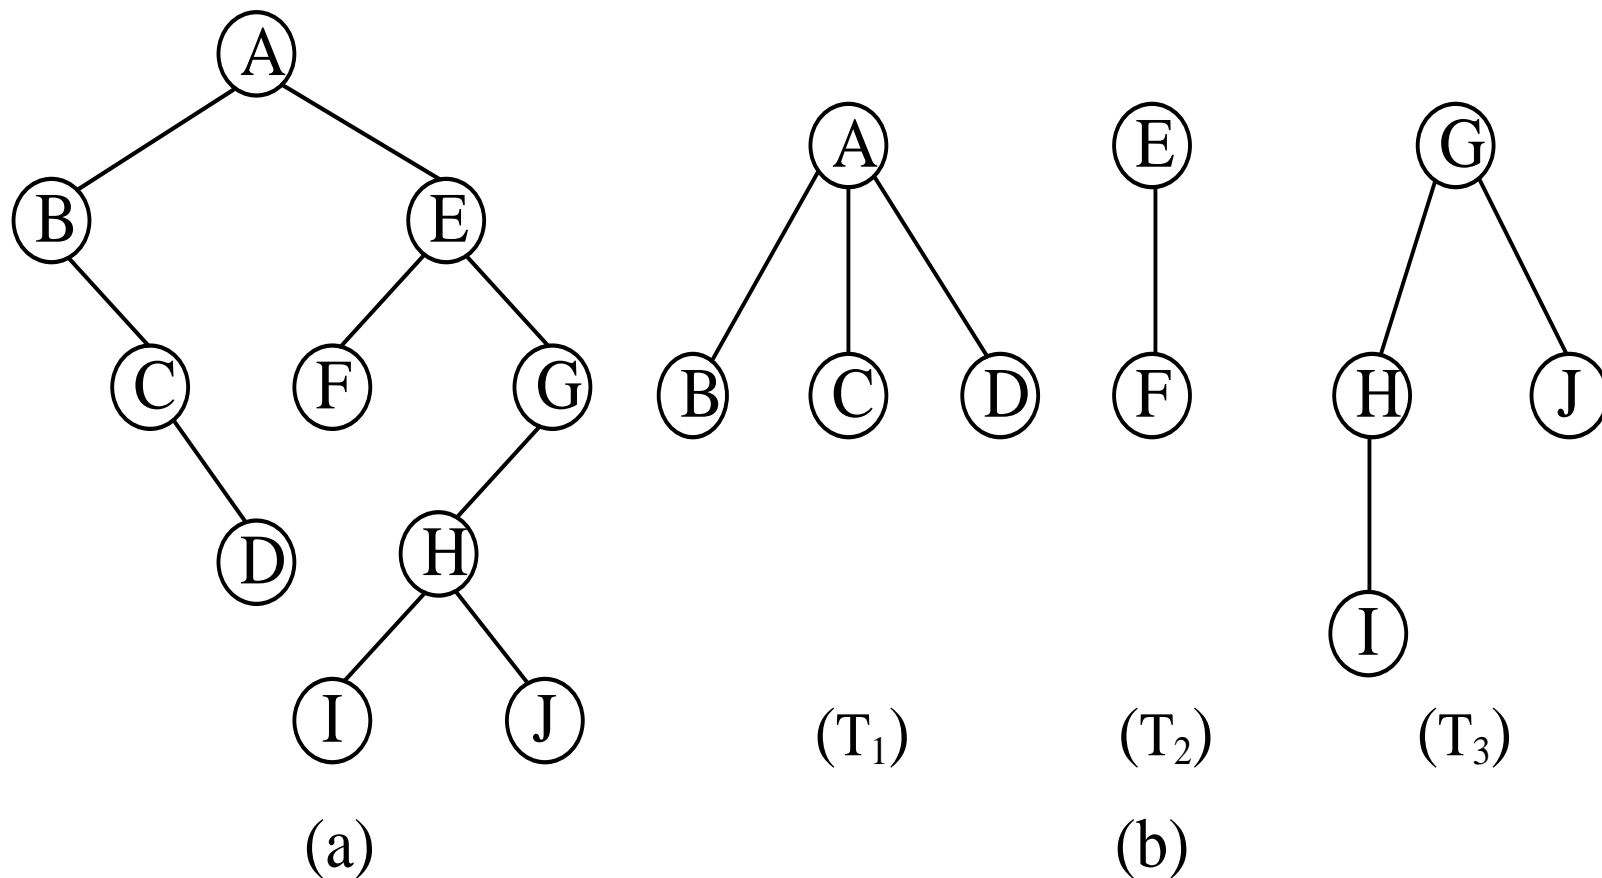 A
A E G
B E
C F G B C D F H J
H D
I
I J (T₁) (T₂) (T₃)
(a) (b)